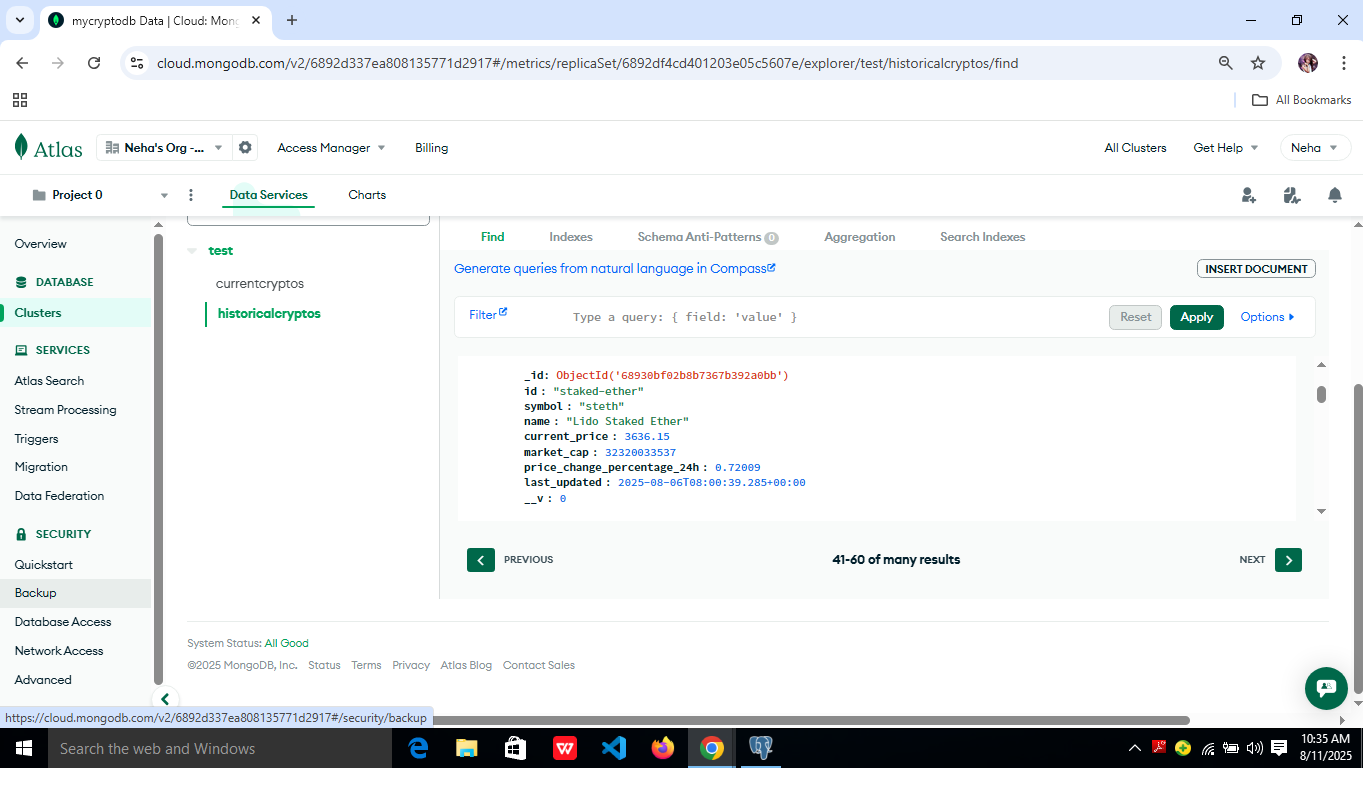 mycryptodb Data | Cloud: Mon
cloud.mongodb.com/v2/6892d337ea808135771d2917#/metrics/replicaSet/6892df4cd401203e05c5607e/explorer/test/historicalcryptos/find
All Bookmarks
Atlas
Neha's Org -...
Access Manager
Billing
All Clusters
Get Help
Neha
Project 0
Data Services
Charts
Overview
DATABASE
Clusters
SERVICES
Atlas Search
Stream Processing
Triggers
Migration
Data Federation
SECURITY
Quickstart
Backup
Database Access
Network Access
Advanced
test
currentcryptos
historicalcryptos
Find
Indexes
Schema Anti-Patterns 0
Aggregation
Search Indexes
Generate queries from natural language in Compass
INSERT DOCUMENT
Filter
Type a query: { field: 'value' }
Reset
Apply
Options
_id: ObjectId('68930bf02b8b7367b392a0bb')
id : "staked-ether"
symbol : "steth"
name : "Lido Staked Ether"
current_price : 3636.15
market_cap : 32320033537
price_change_percentage_24h : 0.72009
last_updated : 2025-08-06T08:00:39.285+00:00
__v : 0
PREVIOUS
41-60 of many results
NEXT
System Status: All Good
©2025 MongoDB, Inc. Status Terms Privacy Atlas Blog Contact Sales
https://cloud.mongodb.com/v2/6892d337ea808135771d2917#/security/backup
Search the web and Windows
10:35 AM
8/11/2025